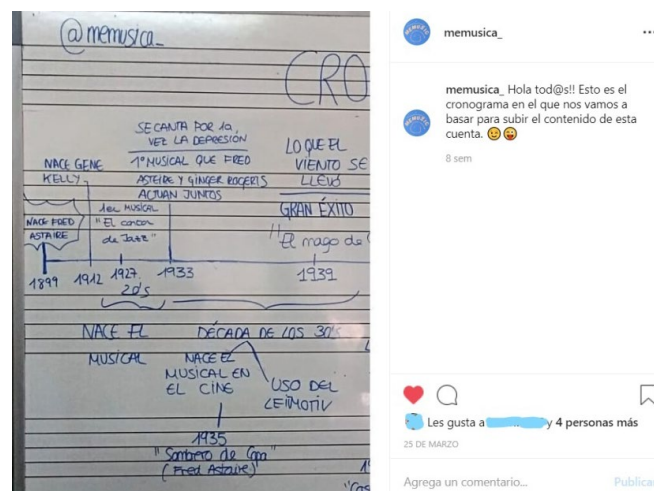 @memusica_
CRO
SE CANTA POR 1a,
VEZ LA DEPRESIÓN
1º MUSICAL QUE FRED
ASTEIRE Y GINGER ROGERTS
ACTUAN JUNTOS
LO QUE EL
VIENTO SE
LLEVÓ
GRAN ÉXITO
"El mago de
NACE GENE
KELLY
1er MUSICAL
"El cantor
de Jazz"
NACE FRED
ASTAIRE
1899 1912 1927 1933 1939
20's
NACE EL
MUSICAL
DÉCADA DE LOS 30's
NACE EL
MUSICAL EN
EL CINE
USO DEL
LEIMOTIV
1935
"Sombrero de Copa"
(Fred Astaire)
memusica_
memusica_ Hola tod@s!! Esto es el
cronograma en el que nos vamos a
basar para subir el contenido de esta
cuenta. 😉😜
8 sem
Les gusta a y 4 personas más
25 DE MARZO
Agrega un comentario... Publicar